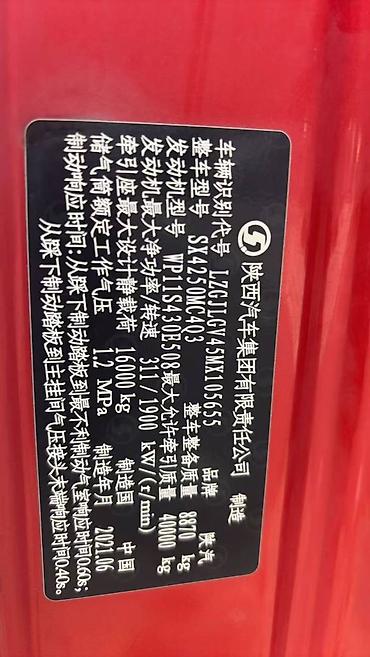 陕西汽车集团有限责任公司 制造
车辆识别代号 LZGJLGV45MX105655 品牌 陕汽
整车型号 SX4250MC4Q3 整车整备质量 8870 kg
发动机型号 WP11S430E508 最大允许牵引质量 40000 kg
发动机最大净功率/转速 311/1900 kW/(r/min)
牵引座最大设计静载荷 16000 kg 制造国 中国
储气筒额定工作气压 1.2 MPa 制造年月 2021.06
制动响应时间:从踩下制动踏板到最不利制动气室响应时间0.60s;
从踩下制动踏板到主挂间气压接头末端响应时间0.40s。